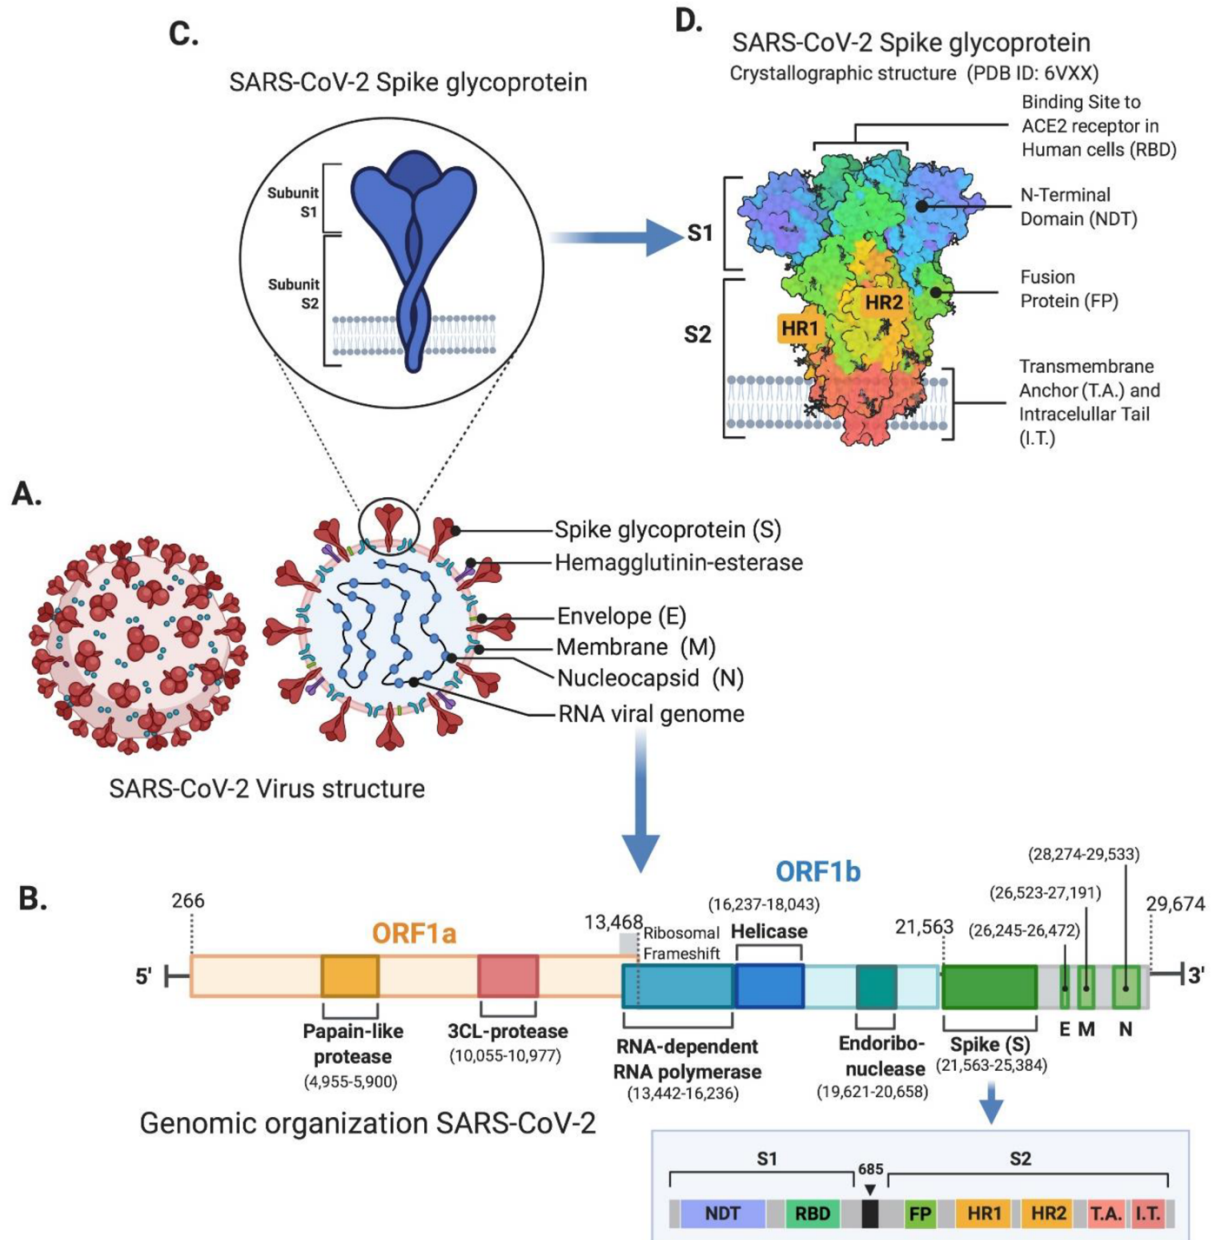 C.
SARS-CoV-2 Spike glycoprotein
Subunit
S1
Subunit
S2
D.
SARS-CoV-2 Spike glycoprotein
Crystallographic structure (PDB ID: 6VXX)
Binding Site to
ACE2 receptor in
Human cells (RBD)
N-Terminal
Domain (NDT)
Fusion
Protein (FP)
Transmembrane
Anchor (T.A.) and
Intracelullar Tail
(I.T.)
S1
S2
HR2
HR1
A.
Spike glycoprotein (S)
Hemagglutinin-esterase
Envelope (E)
Membrane (M)
Nucleocapsid (N)
RNA viral genome
SARS-CoV-2 Virus structure
B.
266
ORF1a
13,468
Ribosomal
Frameshift
ORF1b
(16,237-18,043)
Helicase
21,563
(28,274-29,533)
(26,523-27,191)
(26,245-26,472)
29,674
5'
3'
Papain-like
protease
(4,955-5,900)
3CL-protease
(10,055-10,977)
RNA-dependent
RNA polymerase
(13,442-16,236)
Endoribo-
nuclease
(19,621-20,658)
Spike (S)
(21,563-25,384)
E M N
Genomic organization SARS-CoV-2
S1 685 S2
NDT RBD FP HR1 HR2 T.A. I.T.